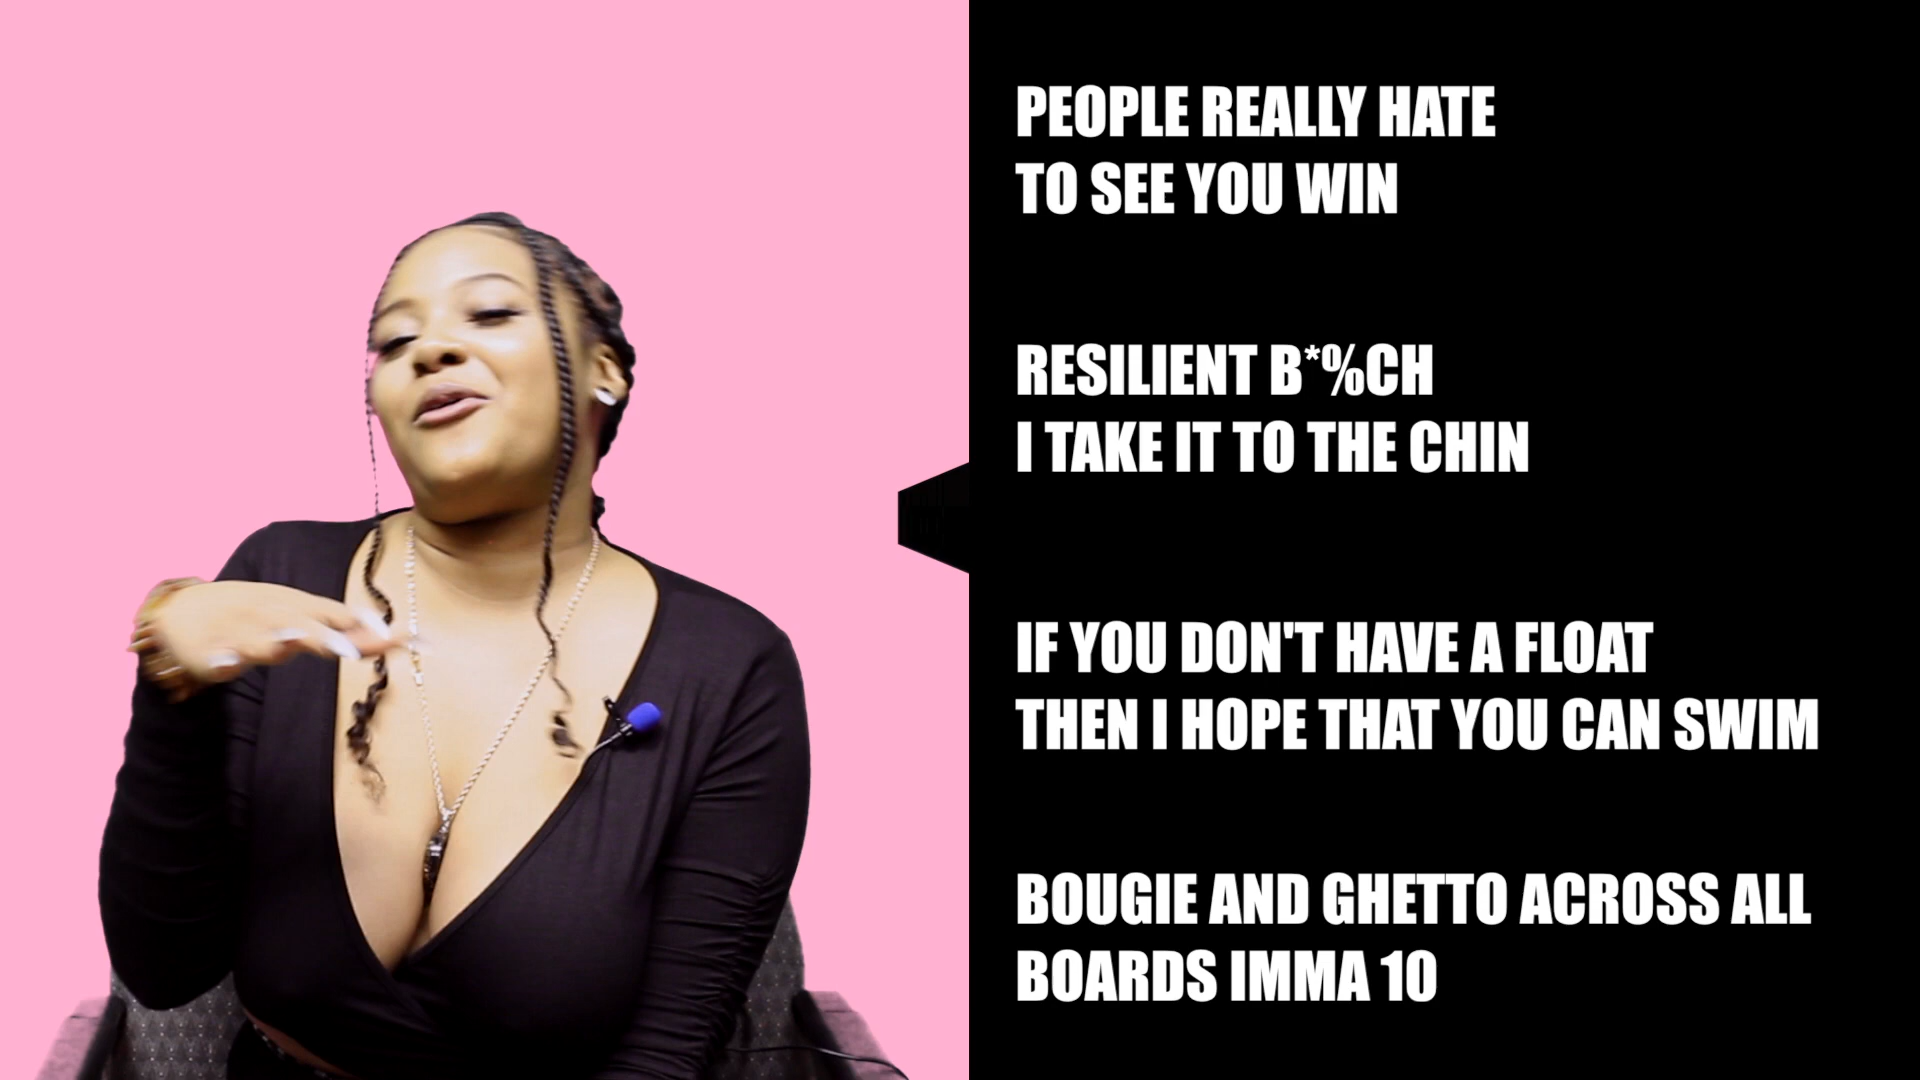 PEOPLE REALLY HATE
TO SEE YOU WIN
RESILIENT B*%CH
I TAKE IT TO THE CHIN
IF YOU DON'T HAVE A FLOAT
THEN I HOPE THAT YOU CAN SWIM
BOUGIE AND GHETTO ACROSS ALL
BOARDS IMMA 10